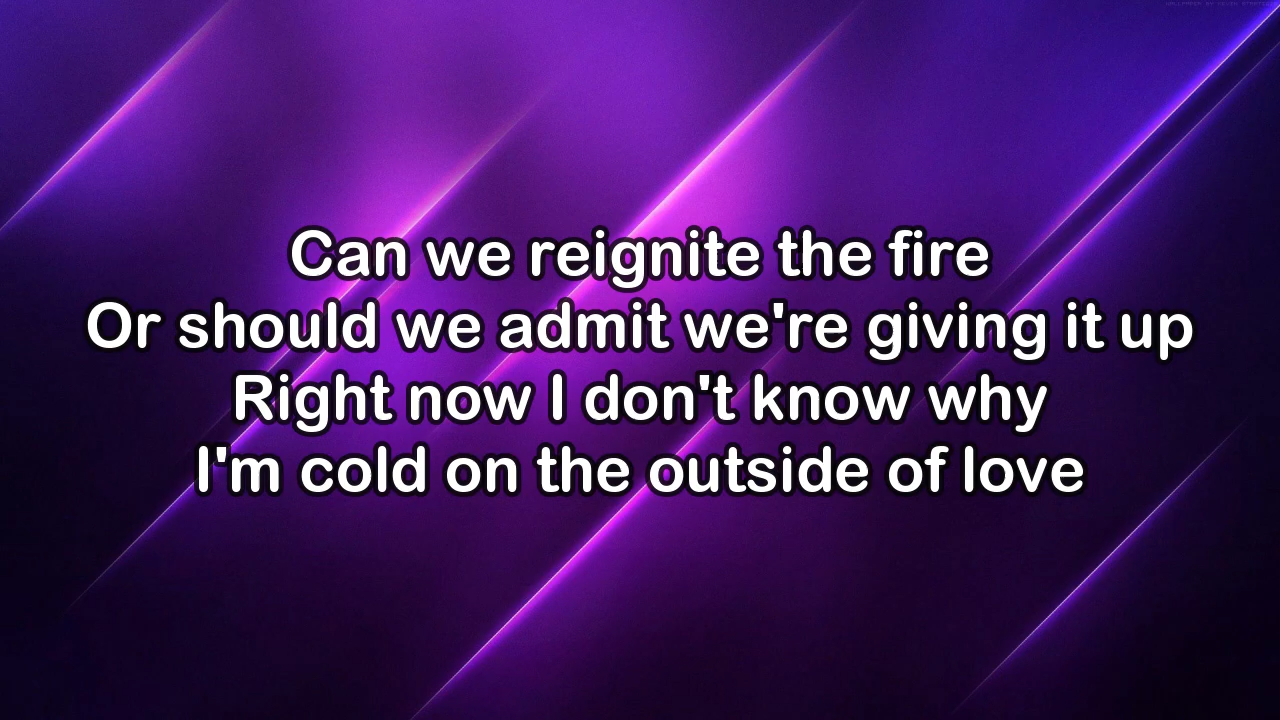 Can we reignite the fire
Or should we admit we're giving it up
Right now I don't know why
I'm cold on the outside of love